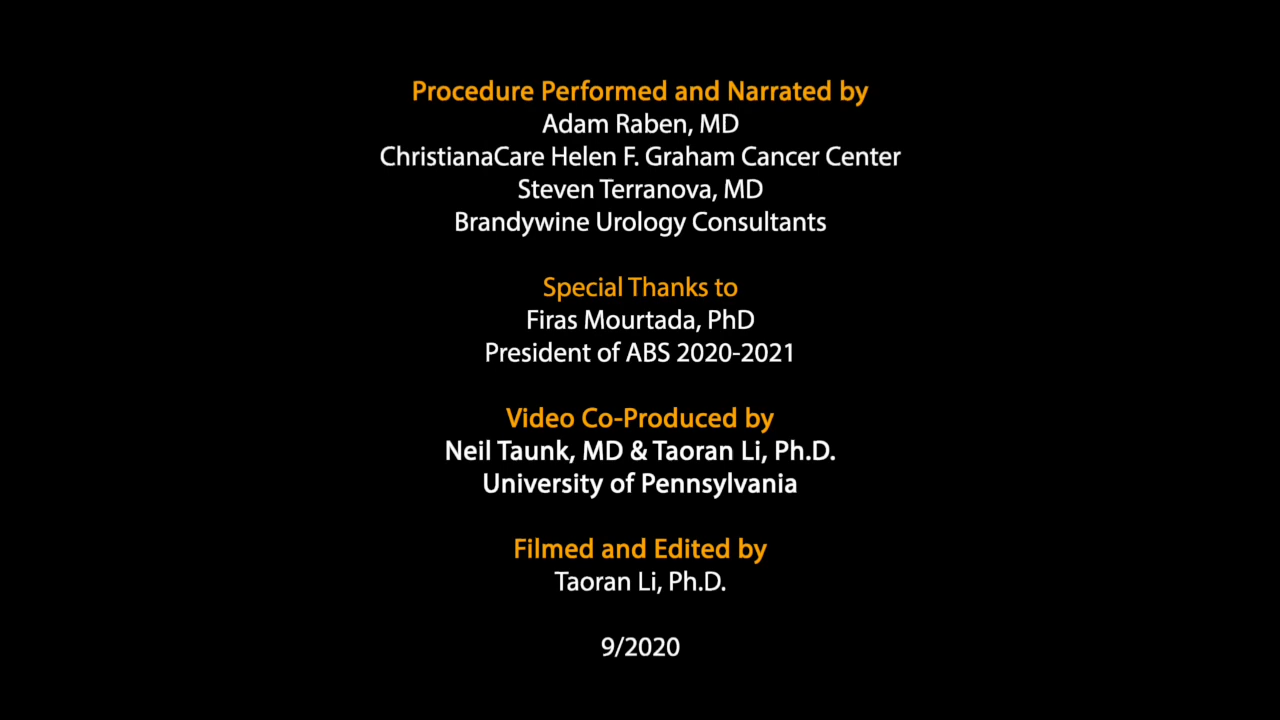 Procedure Performed and Narrated by
Adam Raben, MD
ChristianaCare Helen F. Graham Cancer Center
Steven Terranova, MD
Brandywine Urology Consultants
Special Thanks to
Firas Mourtada, PhD
President of ABS 2020-2021
Video Co-Produced by
Neil Taunk, MD & Taoran Li, Ph.D.
University of Pennsylvania
Filmed and Edited by
Taoran Li, Ph.D.
9/2020